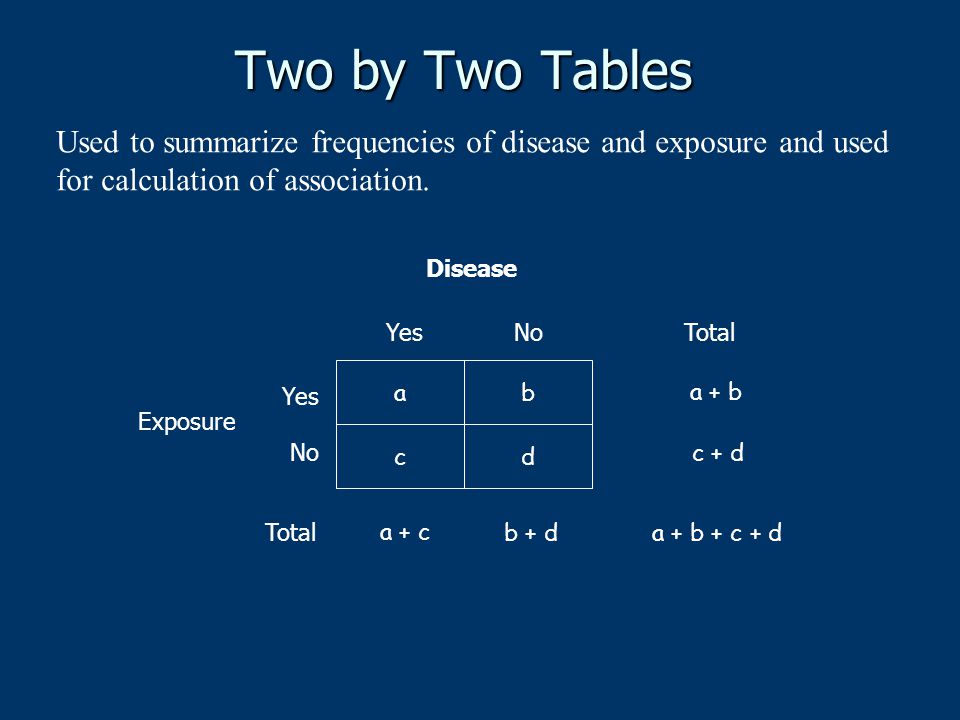 Two by Two Tables
Used to summarize frequencies of disease and exposure and used
for calculation of association.
Disease
Yes No Total
Yes a b a + b
Exposure
No c d c + d
Total a + c b + d a + b + c + d